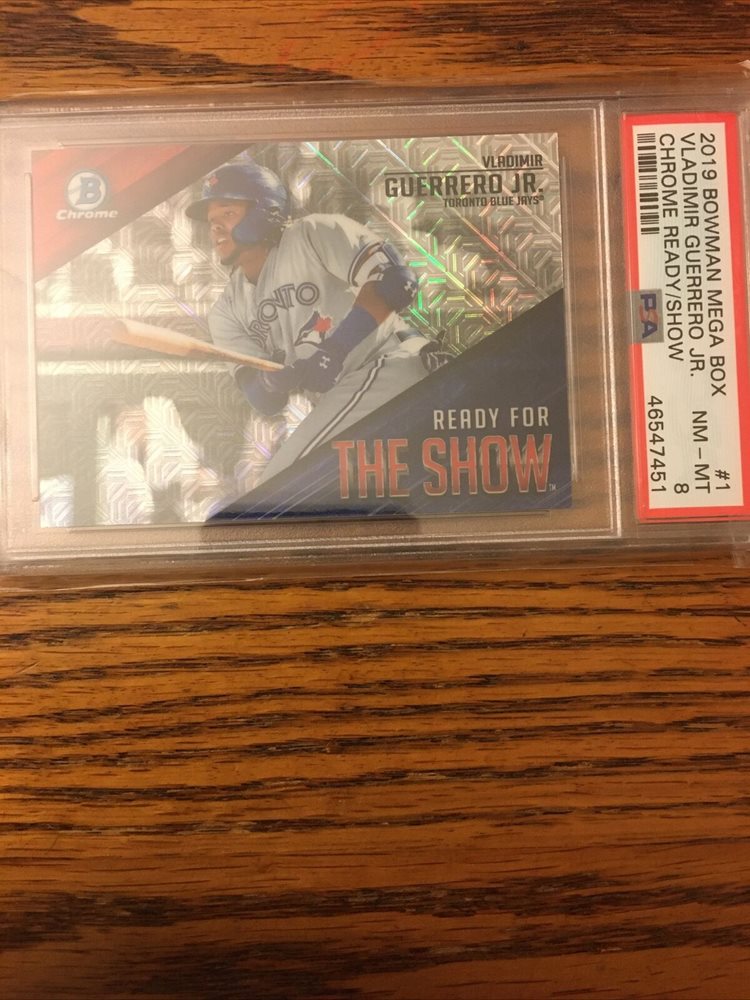 B
Chrome
VLADIMIR
GUERRERO JR.
TORONTO BLUE JAYS®
TORONTO
READY FOR
THE SHOW™
2019 BOWMAN MEGA BOX #1
VLADIMIR GUERRERO JR. NM - MT
CHROME READY/SHOW 8
PSA
46547451